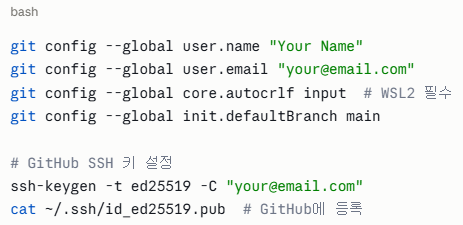 bash
git config --global user.name "Your Name"
git config --global user.email "your@email.com"
git config --global core.autocrlf input  # WSL2 필수
git config --global init.defaultBranch main

# GitHub SSH 키 설정
ssh-keygen -t ed25519 -C "your@email.com"
cat ~/.ssh/id_ed25519.pub  # GitHub에 등록